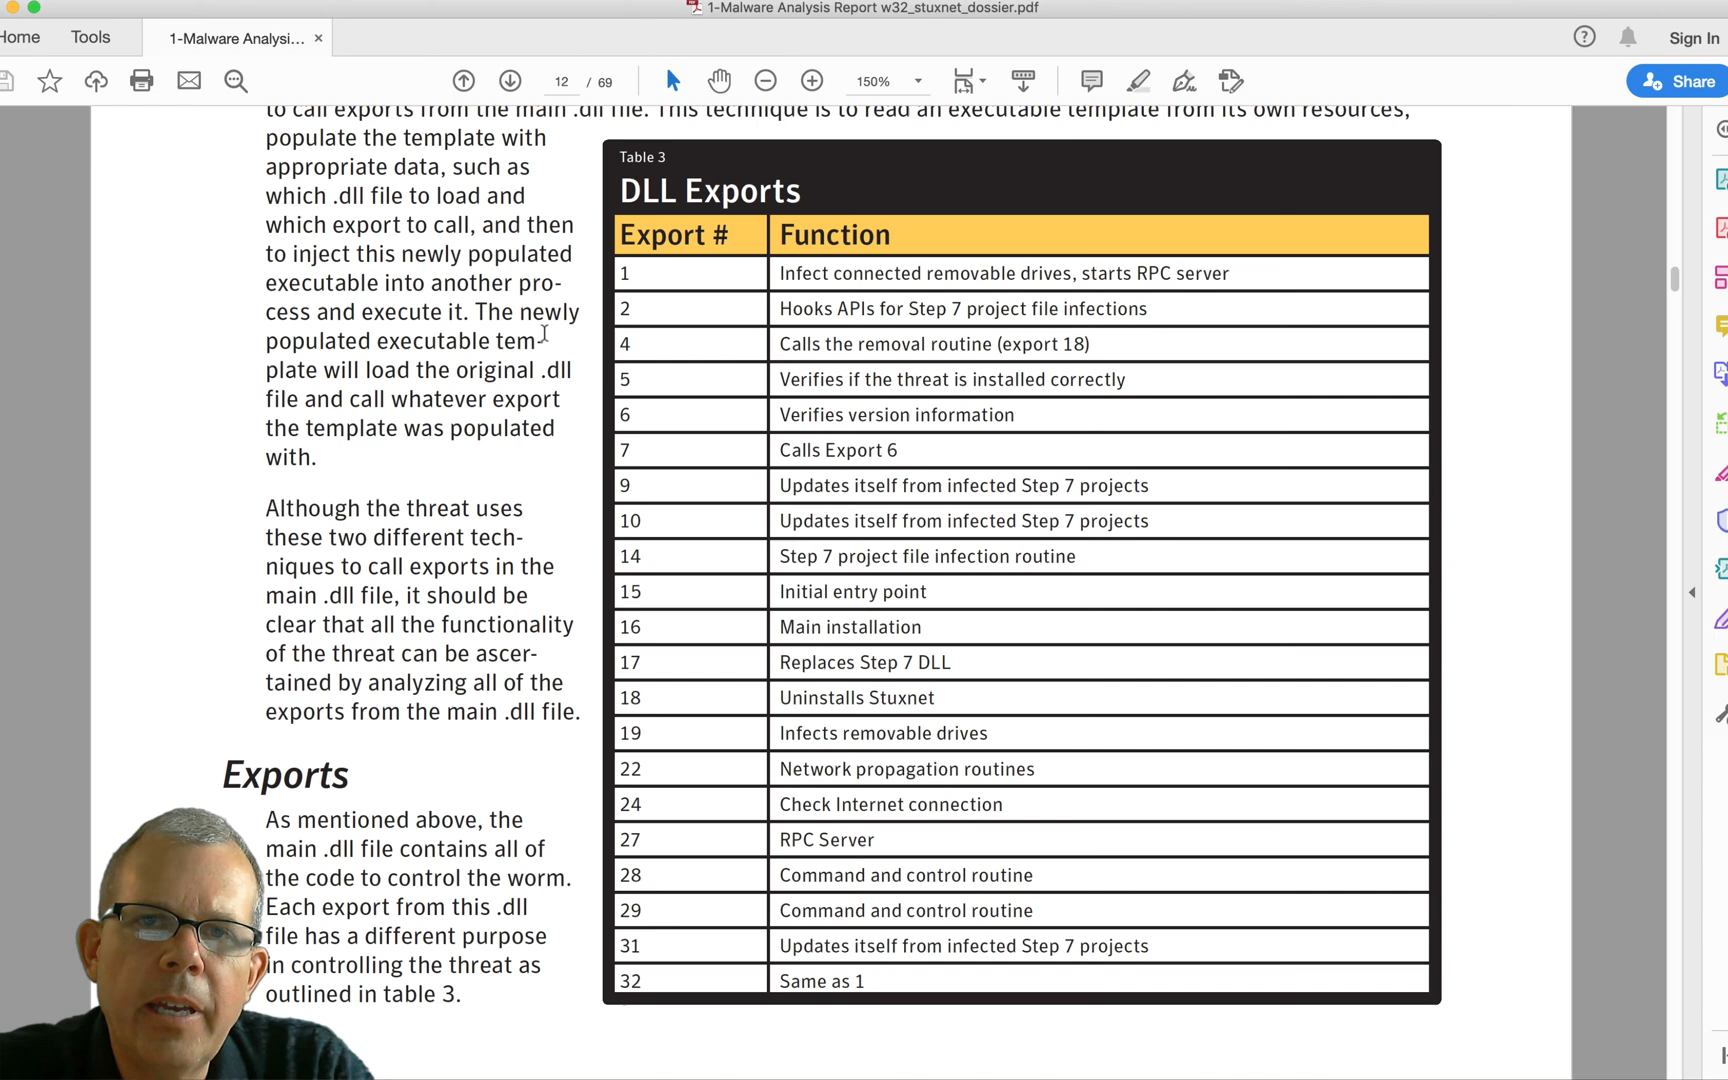 1-Malware Analysis Report w32_stuxnet_dossier.pdf
Home
Tools
1-Malware Analysi... ×
Sign In
12 / 69
150%
Share
to call exports from the main .dll file. This technique is to read an executable template from its own resources,
populate the template with
appropriate data, such as
which .dll file to load and
which export to call, and then
to inject this newly populated
executable into another pro-
cess and execute it. The newly
populated executable tem-
plate will load the original .dll
file and call whatever export
the template was populated
with.
Although the threat uses
these two different tech-
niques to call exports in the
main .dll file, it should be
clear that all the functionality
of the threat can be ascer-
tained by analyzing all of the
exports from the main .dll file.
Exports
As mentioned above, the
main .dll file contains all of
the code to control the worm.
Each export from this .dll
file has a different purpose
in controlling the threat as
outlined in table 3.
Table 3
DLL Exports
Export # Function
1 Infect connected removable drives, starts RPC server
2 Hooks APIs for Step 7 project file infections
4 Calls the removal routine (export 18)
5 Verifies if the threat is installed correctly
6 Verifies version information
7 Calls Export 6
9 Updates itself from infected Step 7 projects
10 Updates itself from infected Step 7 projects
14 Step 7 project file infection routine
15 Initial entry point
16 Main installation
17 Replaces Step 7 DLL
18 Uninstalls Stuxnet
19 Infects removable drives
22 Network propagation routines
24 Check Internet connection
27 RPC Server
28 Command and control routine
29 Command and control routine
31 Updates itself from infected Step 7 projects
32 Same as 1